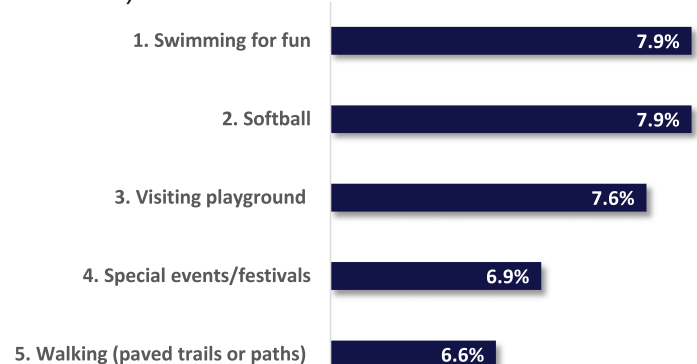 1. Swimming for fun 7.9%
2. Softball 7.9%
3. Visiting playground 7.6%
4. Special events/festivals 6.9%
5. Walking (paved trails or paths) 6.6%